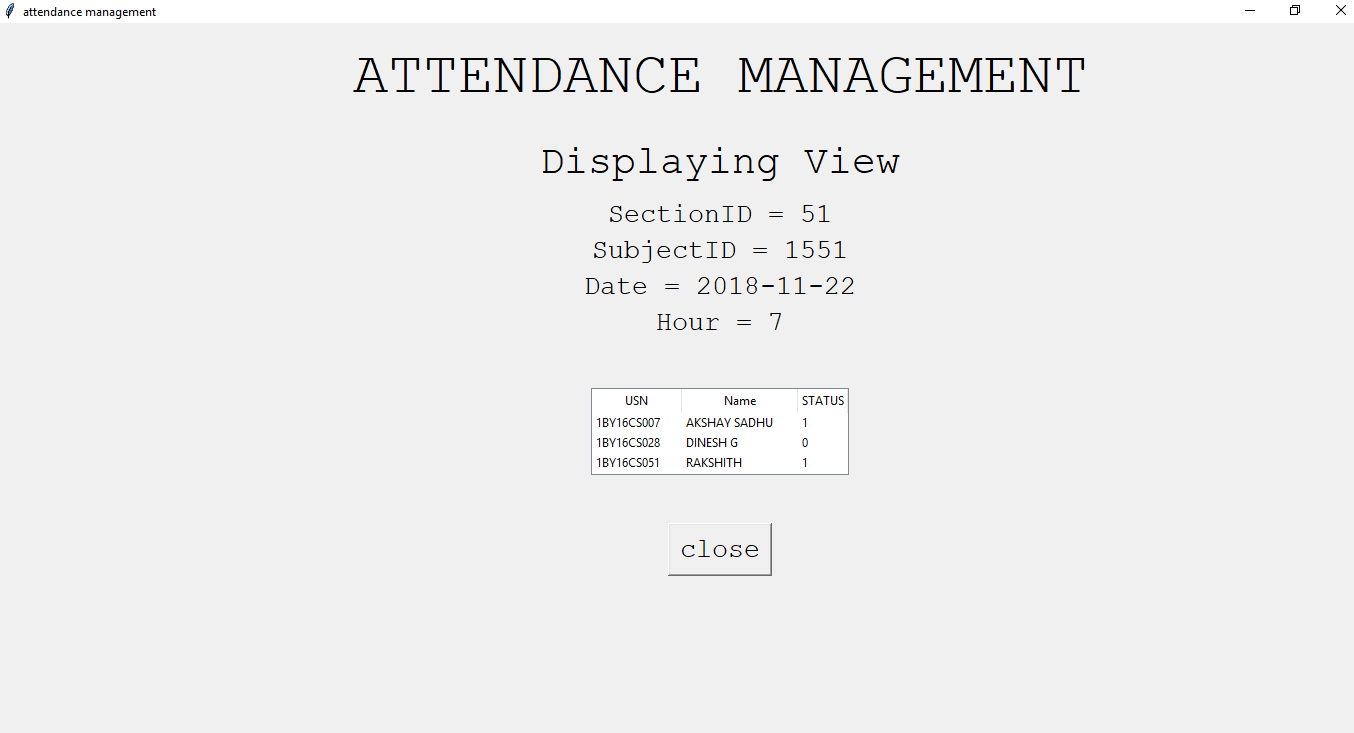 attendance management
ATTENDANCE MANAGEMENT
Displaying View
SectionID = 51
SubjectID = 1551
Date = 2018-11-22
Hour = 7
USN Name STATUS
1BY16CS007 AKSHAY SADHU 1
1BY16CS028 DINESH G 0
1BY16CS051 RAKSHITH 1
close